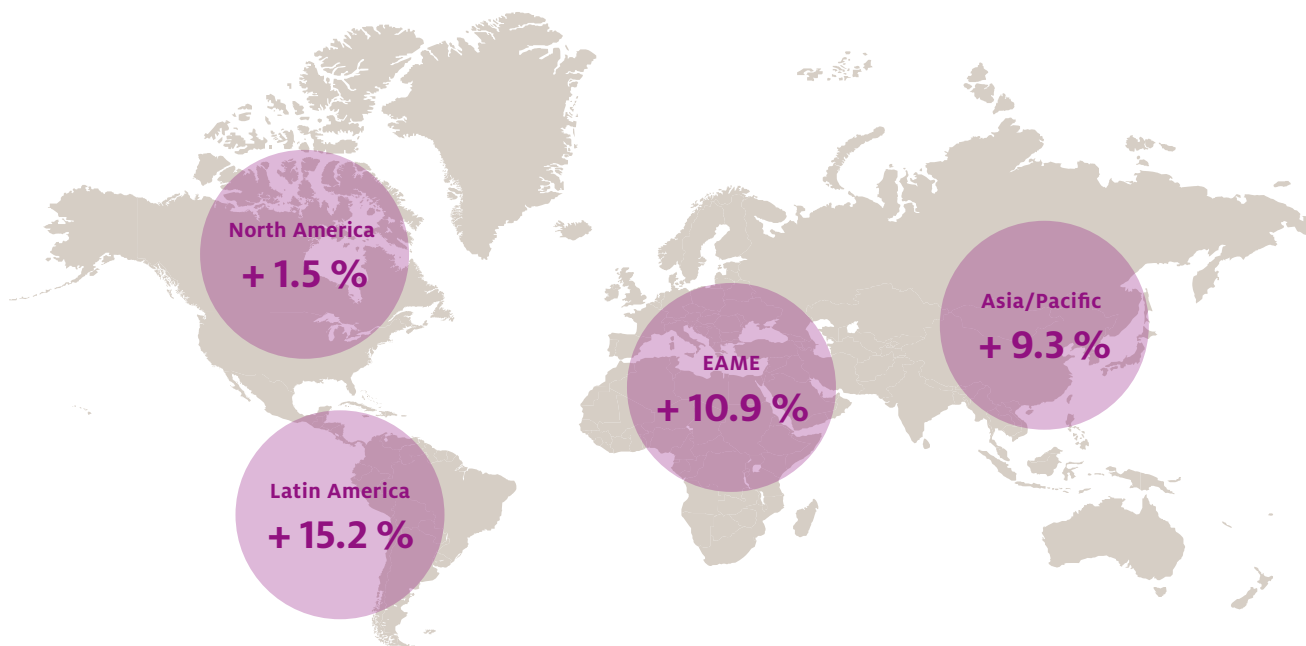 North America
+ 1.5 %
Asia/Pacific
+ 9.3 %
EAME
+ 10.9 %
Latin America
+ 15.2 %